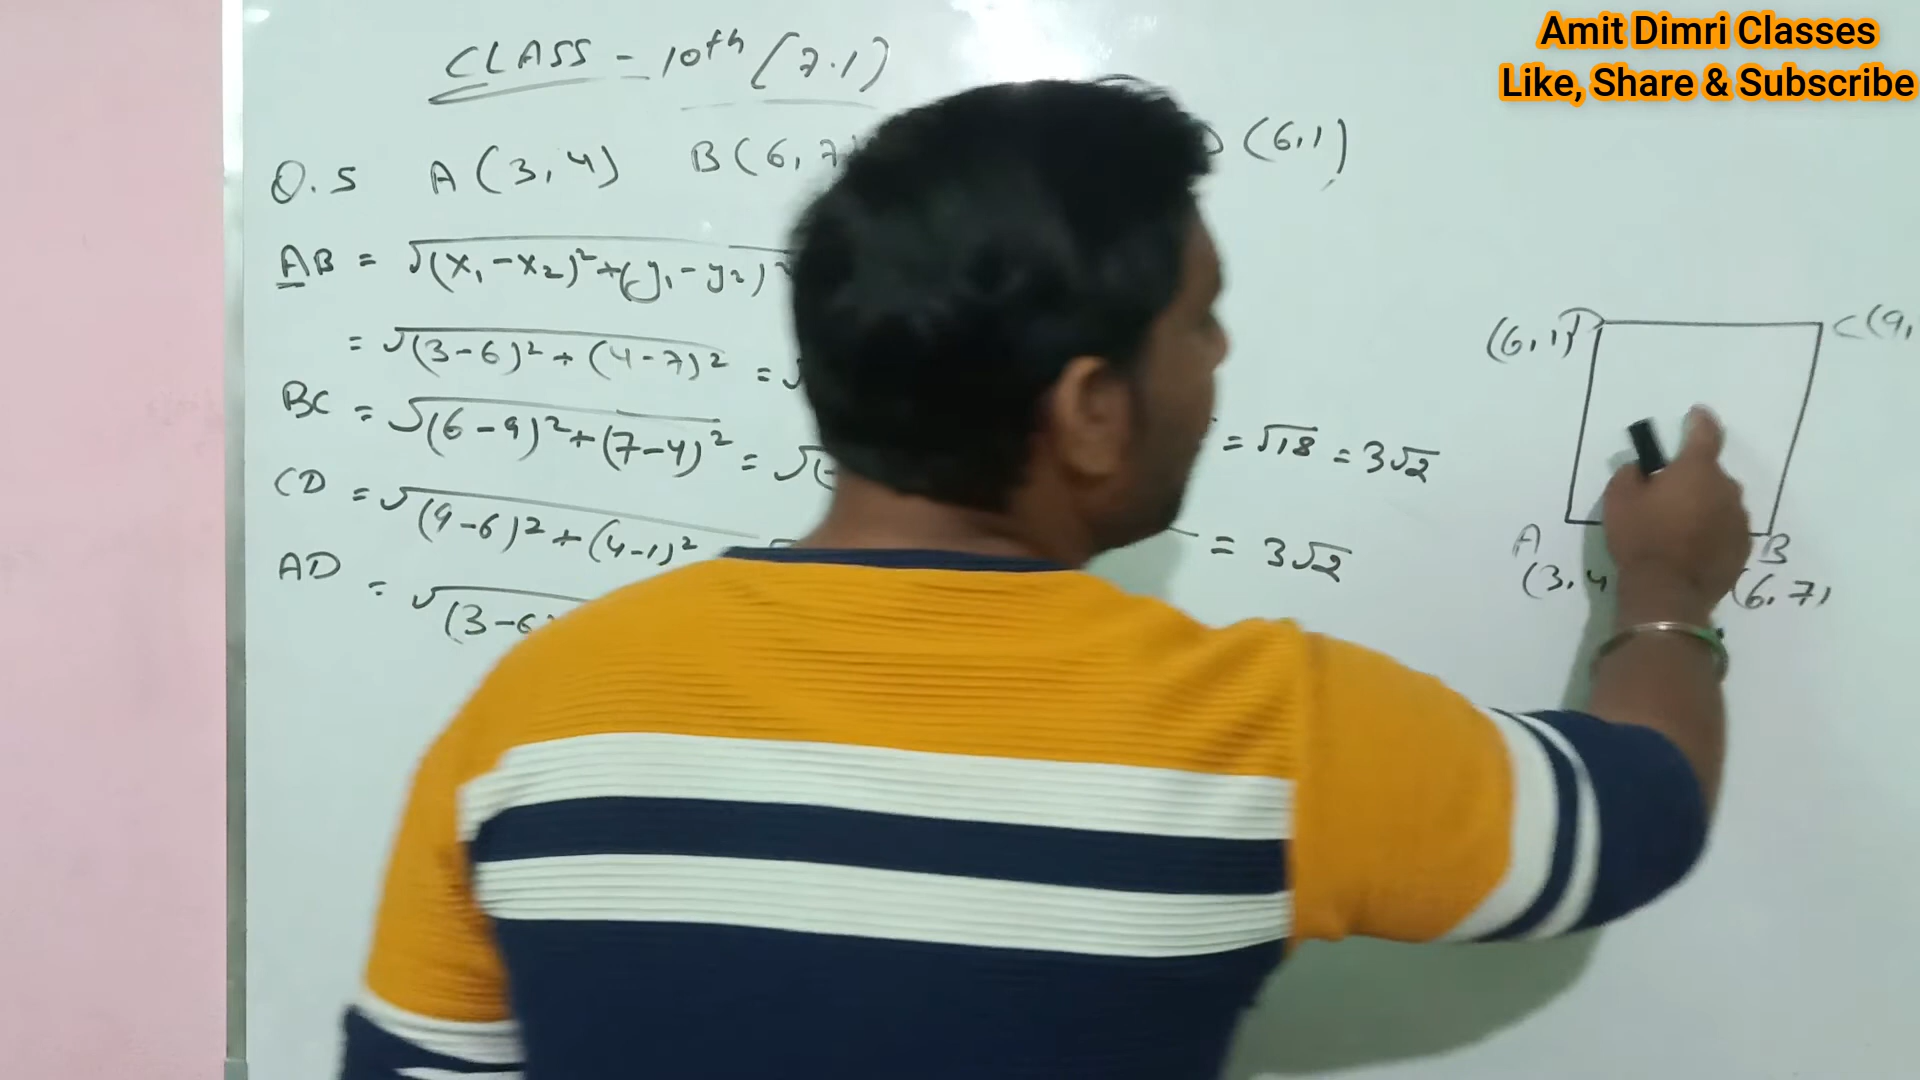 Amit Dimri Classes
Like, Share & Subscribe
CLASS - 10th (7.1)
Q.5 A(3,4) B(6,7 D(6,1)
AB = √(x₁-x₂)²+(y₁-y₂)²
= √(3-6)²+(4-7)² = √
BC = √(6-9)²+(7-4)² = √(- = √18 = 3√2
CD = √(9-6)²+(4-1)² = 3√2
AD = √(3-6)
(6,1) D C(9,
A B
(3,4 (6,7)